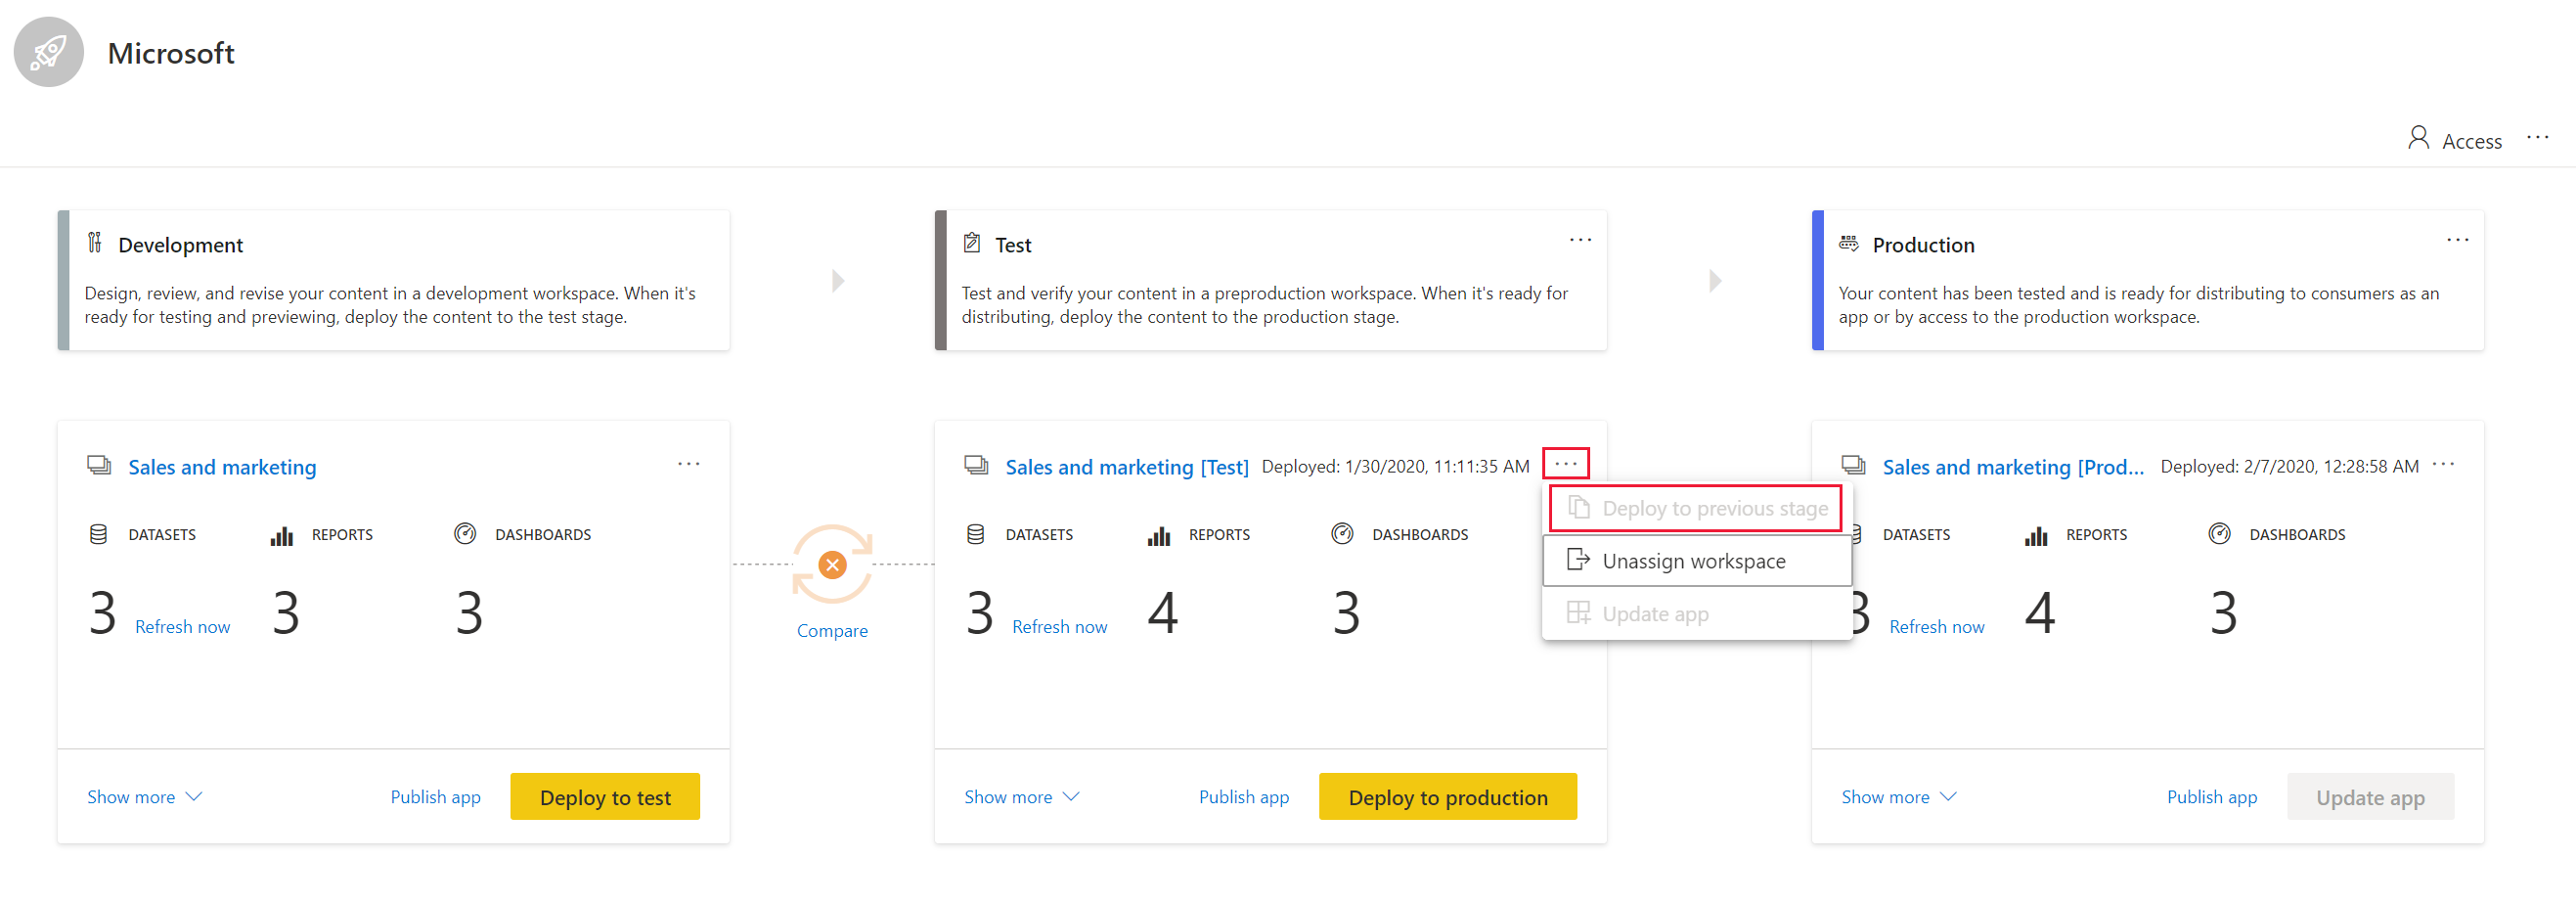 Microsoft
Access
Development
Design, review, and revise your content in a development workspace. When it's
ready for testing and previewing, deploy the content to the test stage.
Test
Test and verify your content in a preproduction workspace. When it's ready for
distributing, deploy the content to the production stage.
Production
Your content has been tested and is ready for distributing to consumers as an
app or by access to the production workspace.
Sales and marketing
DATASETS REPORTS DASHBOARDS
3 Refresh now 3 3
Show more Publish app Deploy to test
Compare
Sales and marketing [Test] Deployed: 1/30/2020, 11:11:35 AM
DATASETS REPORTS DASHBOARDS
3 Refresh now 4 3
Show more Publish app Deploy to production
Deploy to previous stage
Unassign workspace
Update app
Sales and marketing [Prod... Deployed: 2/7/2020, 12:28:58 AM
DATASETS REPORTS DASHBOARDS
3 Refresh now 4 3
Show more Publish app Update app